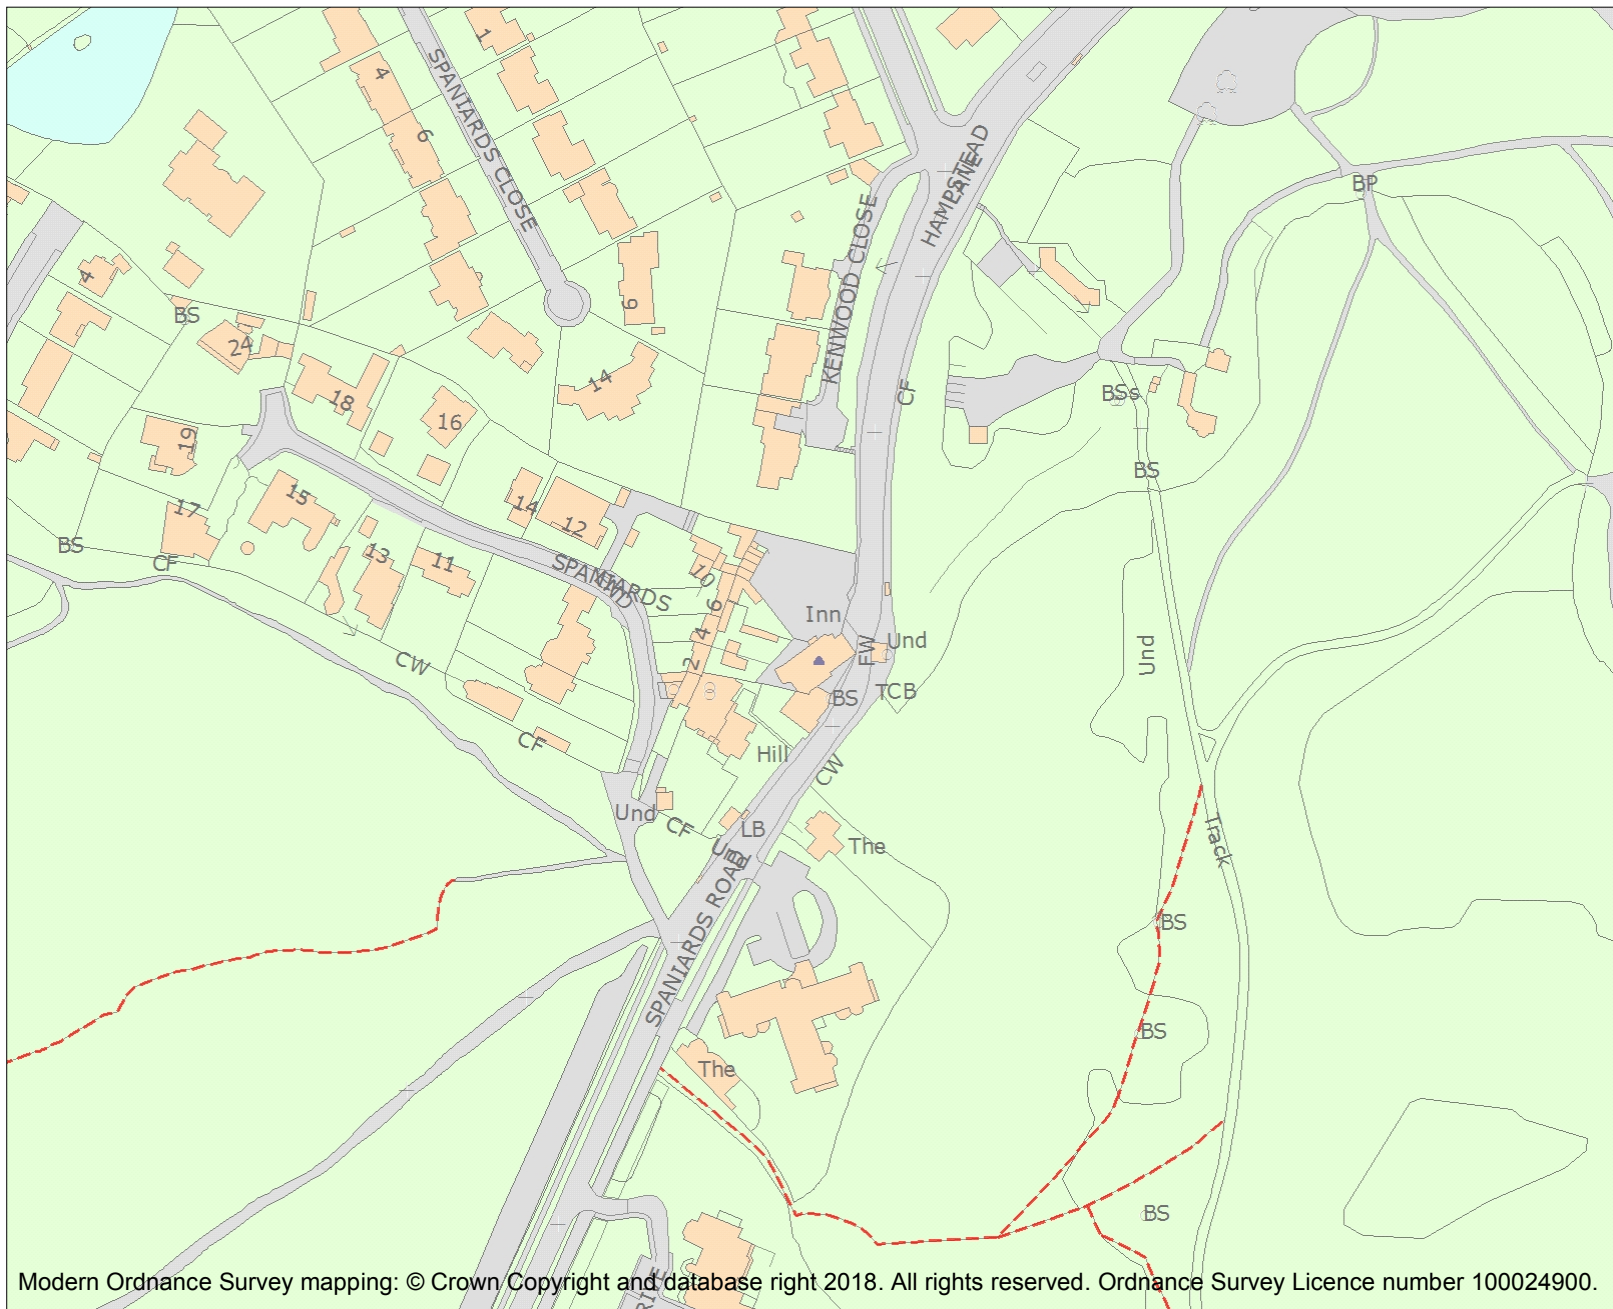 1
4
SPANIARDS CLOSE
6
HAMPSTEAD
LANE
BP
4
KENWOOD CLOSE
9
BS
24
14
18
CF
BSs
16
19
BS
15
14
17
12
BS
CF
13
11
SPANIARDS
END
10
6
Inn
4
FW
Und
Und
2
CW
BS
TCB
CF
Hill
CW
Und
CF
LB
Und
The
Track
SPANIARDS ROAD
BS
BS
The
BS
Modern Ordnance Survey mapping: © Crown Copyright and database right 2018. All rights reserved. Ordnance Survey Licence number 100024900.